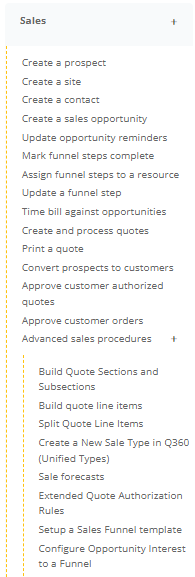 Sales +
Create a prospect
Create a site
Create a contact
Create a sales opportunity
Update opportunity reminders
Mark funnel steps complete
Assign funnel steps to a resource
Update a funnel step
Time bill against opportunities
Create and process quotes
Print a quote
Convert prospects to customers
Approve customer authorized
quotes
Approve customer orders
Advanced sales procedures +
Build Quote Sections and
Subsections
Build quote line items
Split Quote Line Items
Create a New Sale Type in Q360
(Unified Types)
Sale forecasts
Extended Quote Authorization
Rules
Setup a Sales Funnel template
Configure Opportunity Interest
to a Funnel